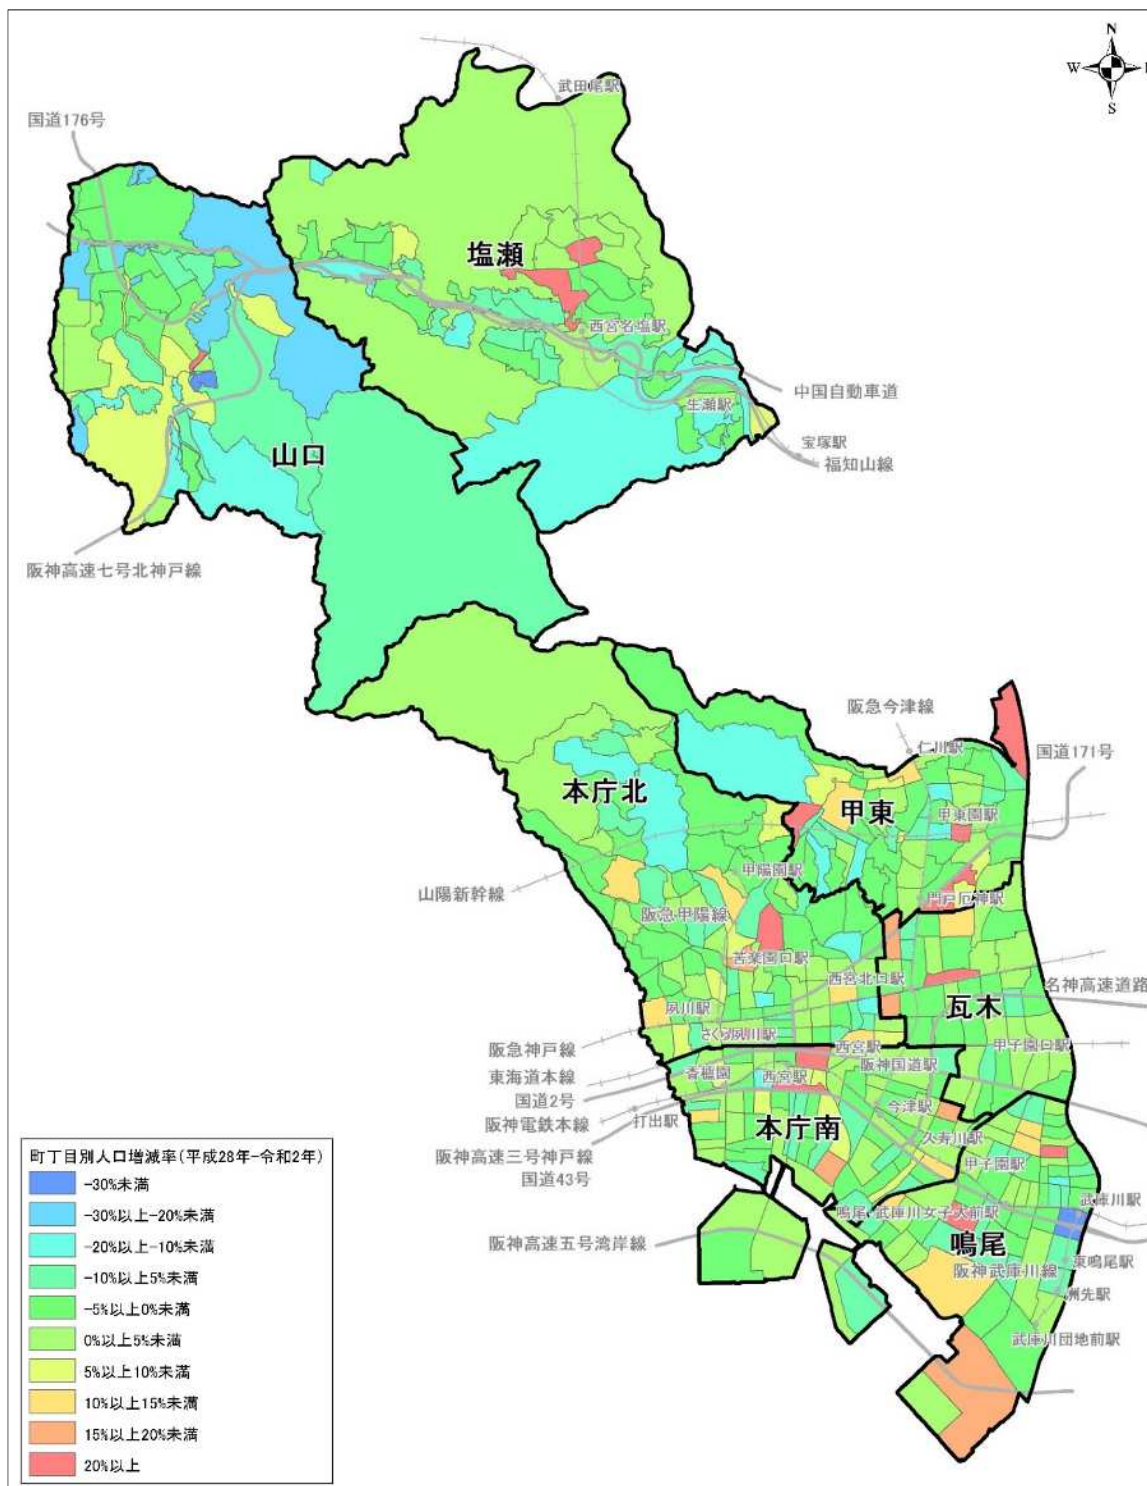 N
W
S
武田尾駅
国道176号
塩瀬
西宮名塩駅
中国自動車道
生瀬駅
宝塚駅
福知山線
山口
阪神高速七号北神戸線
阪急今津線
仁川駅
国道171号
本庁北
甲東
甲東園駅
甲陽園駅
山陽新幹線
門戸厄神駅
阪急甲陽線
苦楽園口駅
西宮北口駅
名神高速道路
瓦木
夙川駅
さくら夙川駅
阪急神戸線
西宮駅
甲子園口駅
東海道本線
香櫨園
西宮駅
阪神国道駅
国道2号
打出駅
今津駅
阪神電鉄本線
本庁南
久寿川駅
阪神高速三号神戸線
甲子園駅
国道43号
武庫川駅
鳴尾・武庫川女子大前駅
阪神高速五号湾岸線
鳴尾
東鳴尾駅
阪神武庫川線
洲先駅
武庫川団地前駅
町丁目別人口増減率(平成28年-令和2年)
-30%未満
-30%以上-20%未満
-20%以上-10%未満
-10%以上5%未満
-5%以上0%未満
0%以上5%未満
5%以上10%未満
10%以上15%未満
15%以上20%未満
20%以上